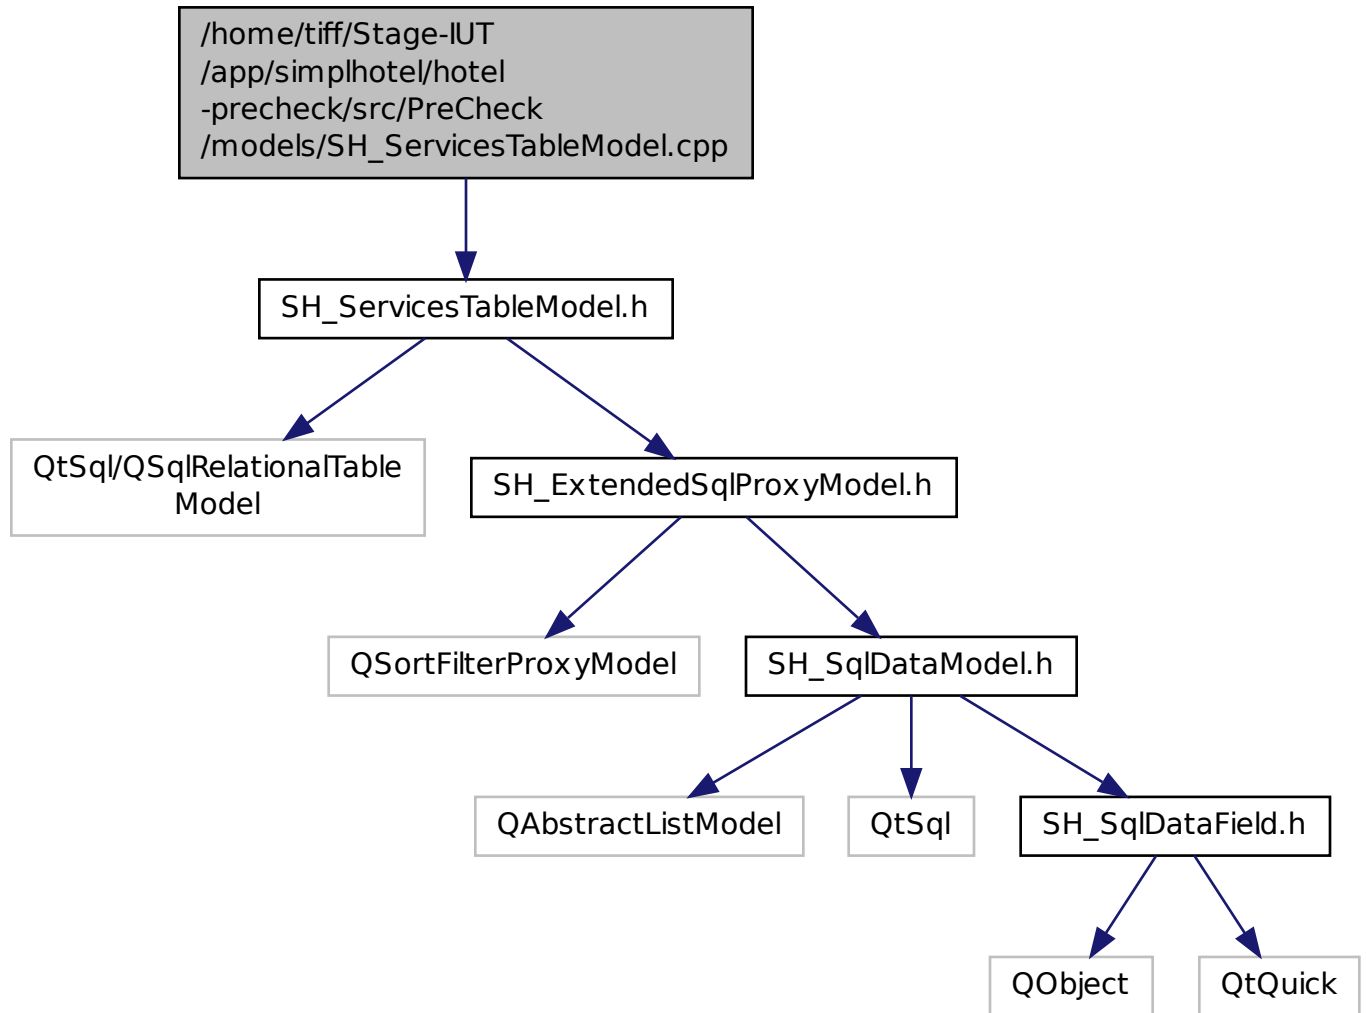 /home/tiff/Stage-IUT
/app/simplhotel/hotel
-precheck/src/PreCheck
/models/SH_ServicesTableModel.cpp
SH_ServicesTableModel.h
QtSql/QSqlRelationalTable
Model
SH_ExtendedSqlProxyModel.h
QSortFilterProxyModel
SH_SqlDataModel.h
QAbstractListModel
QtSql
SH_SqlDataField.h
QObject
QtQuick